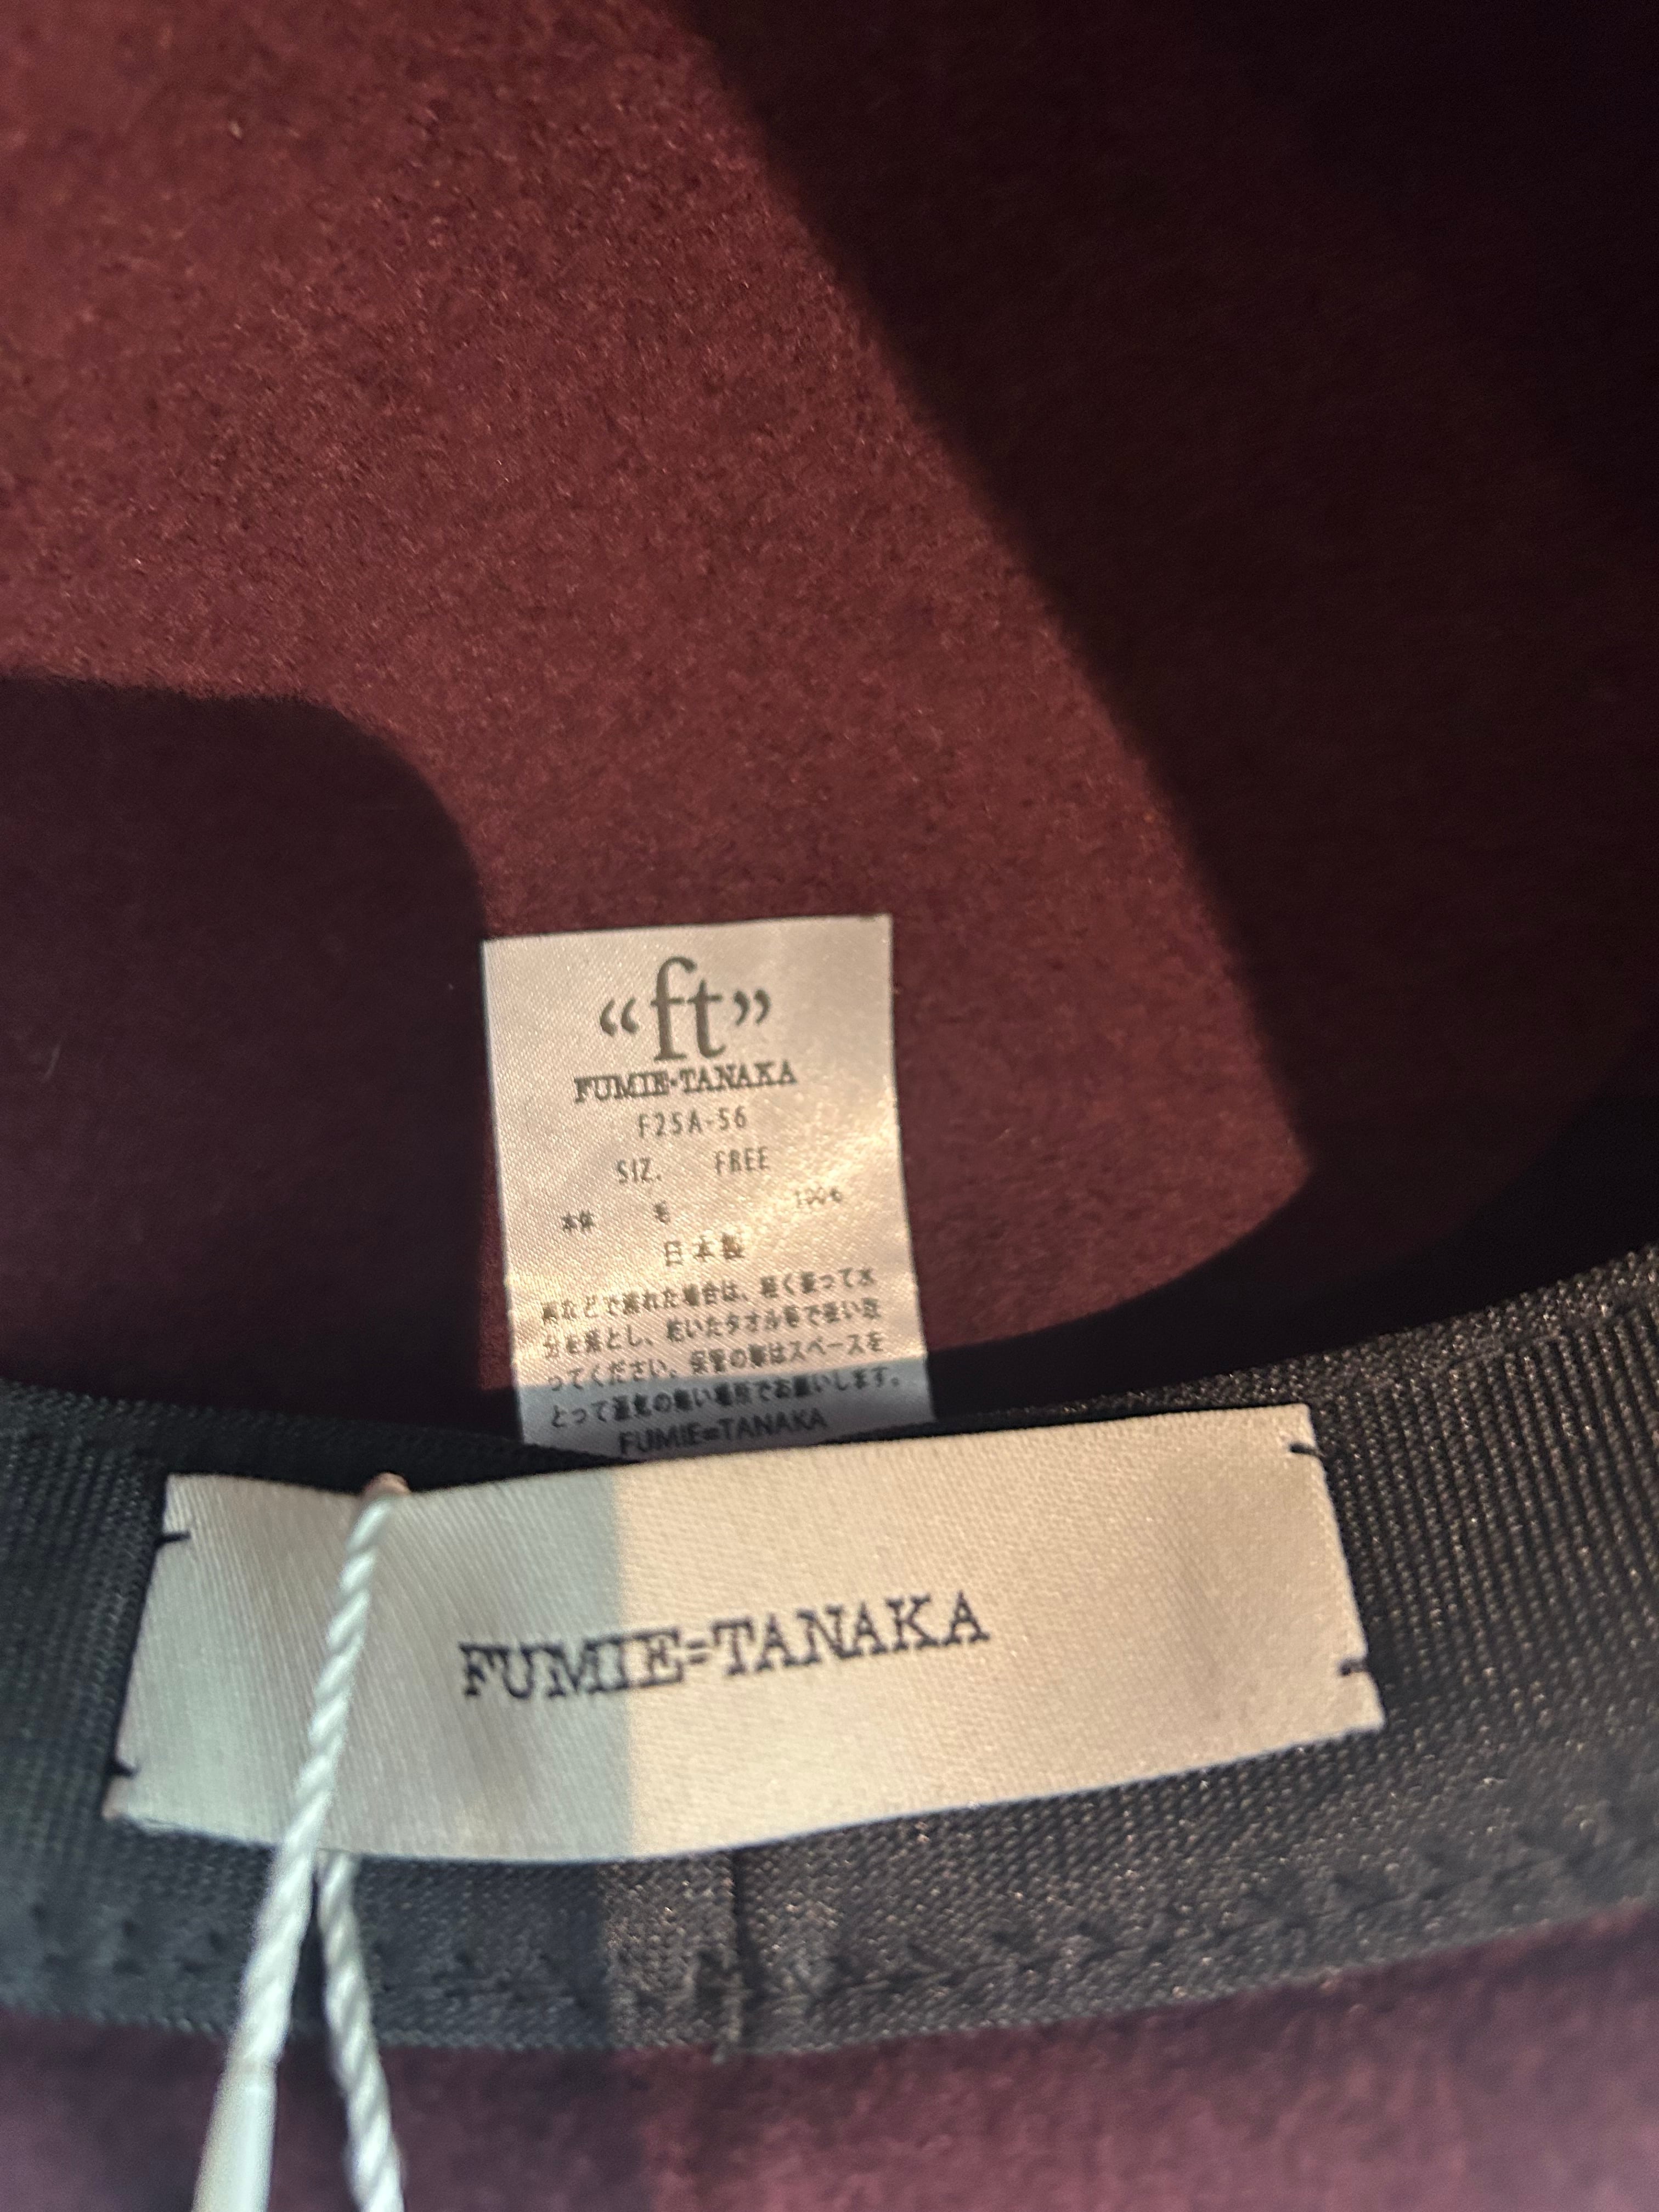 “ft”
FUMIE=TANAKA
F25A-56
SIZ. FREE
本体 毛 100%
日本製
雨などで濡れた場合は、軽く振って水
分を落とし、乾いたタオル等で拭い取
ってください。保管の際はスペースを
とって湿気の無い場所でお願いします。
FUMIE=TANAKA
FUMIE=TANAKA